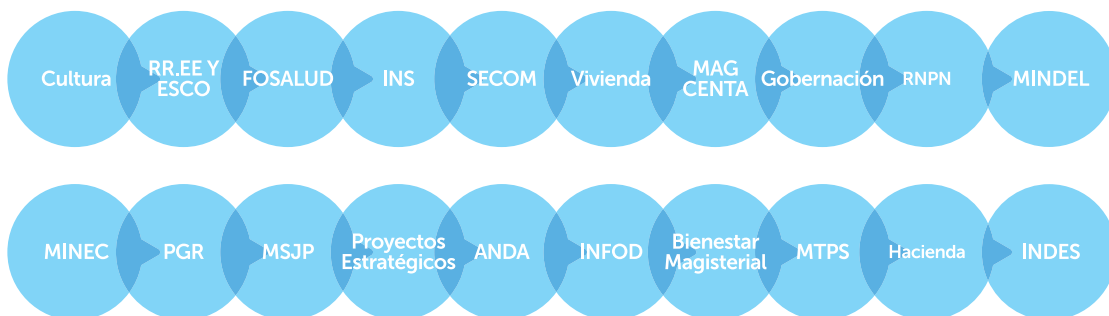 Cultura
RR.EE Y
ESCO
FOSALUD
INS
SECOM
Vivienda
MAG
CENTA
Gobernación
RNPN
MINDEL
MINEC
PGR
MSJP
Proyectos
Estratégicos
ANDA
INFOD
Bienestar
Magisterial
MTPS
Hacienda
INDES